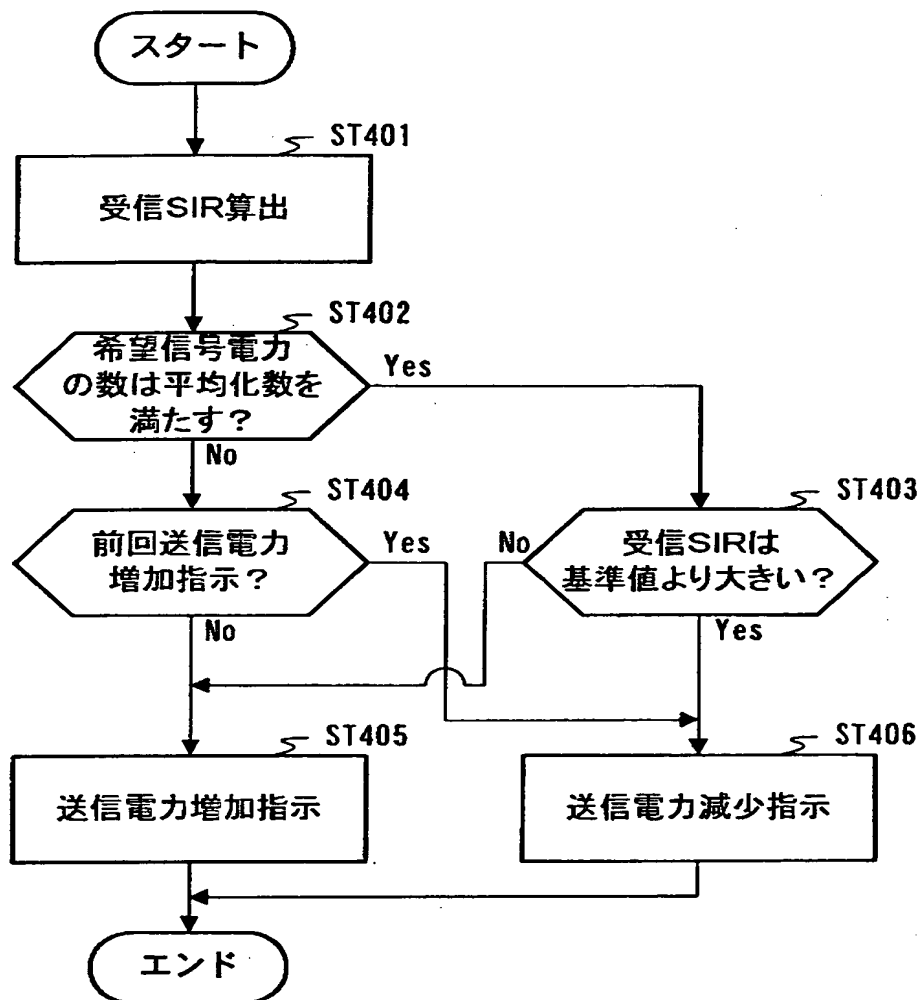 スタート
ST401
受信SIR算出
ST402
希望信号電力
の数は平均化数を
満たす？
Yes
No
ST404
前回送信電力
増加指示？
Yes
No
ST403
受信SIRは
基準値より大きい？
No
Yes
ST405
送信電力増加指示
ST406
送信電力減少指示
エンド